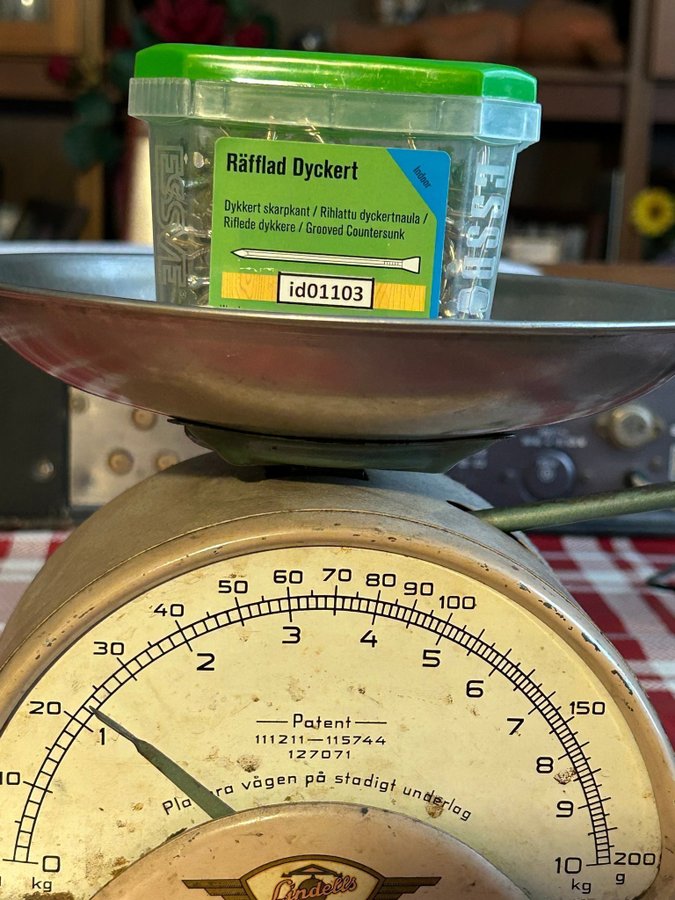 Räfflad Dyckert
Indoor
Dykkert skarpkant / Rihlattu dyckertnaula /
Riflede dykkere / Grooved Countersunk
id01103
ESSVE
ESSVE
0 10 20 30 40 50 60 70 80 90 100 150 200
g
0 1 2 3 4 5 6 7 8 9 10
kg kg
Patent
111211—115744
127071
vågen på stadigt underlag
Lindells